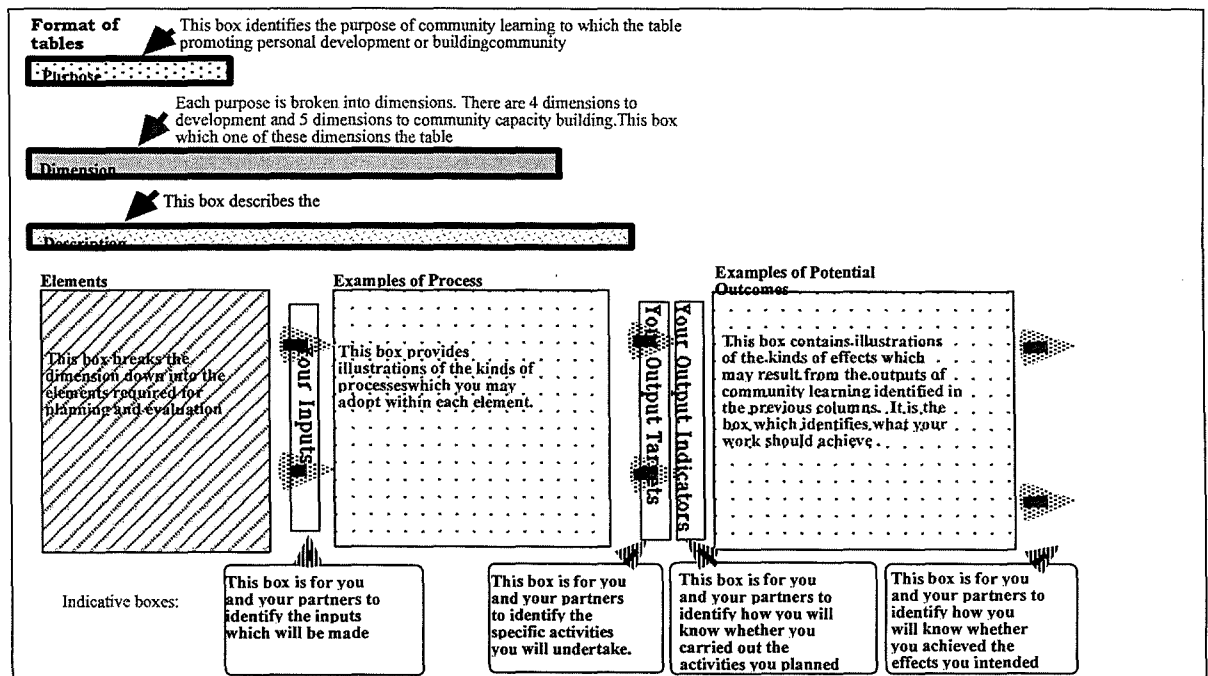 Format of
tables
This box identifies the purpose of community learning to which the table
promoting personal development or buildingcommunity
Purpose
Each purpose is broken into dimensions. There are 4 dimensions to
development and 5 dimensions to community capacity building.This box
which one of these dimensions the table
Dimension
This box describes the
Description
Elements
This box breaks the
dimension down into the
elements required for
planning and evaluation
Your Inputs
Examples of Process
This box provides
illustrations of the kinds of
processeswhich you may
adopt within each element.
Your Output Targets
Your Output Indicators
Examples of Potential
Outcomes
This box contains illustrations
of the kinds of effects which
may result from the outputs of
community learning identified in
the previous columns. It is the
box which identifies what your
work should achieve.
Indicative boxes:
This box is for you
and your partners to
identify the inputs
which will be made
This box is for you
and your partners
to identify the
specific activities
you will undertake.
This box is for you
and your partners to
identify how you will
know whether you
carried out the
activities you planned
This box is for you
and your partners to
identify how you
will know whether
you achieved the
effects you intended